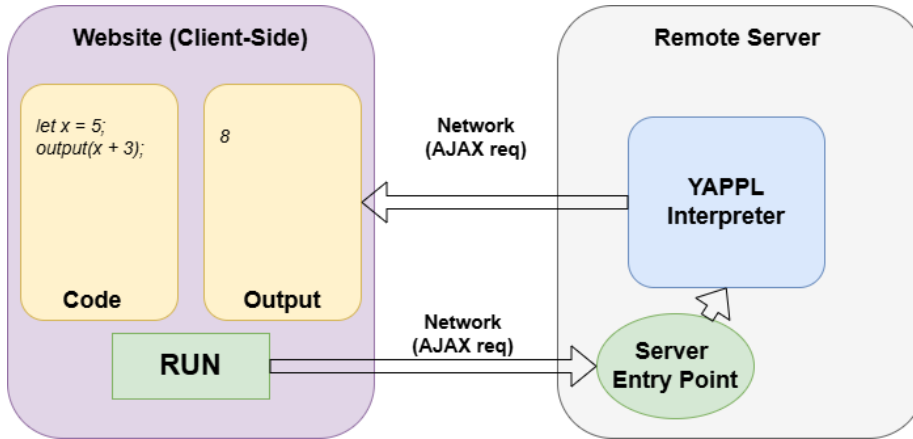 Website (Client-Side)
let x = 5;
output(x + 3);
Code
8
Output
RUN
Network
(AJAX req)
Network
(AJAX req)
Remote Server
YAPPL
Interpreter
Server
Entry Point